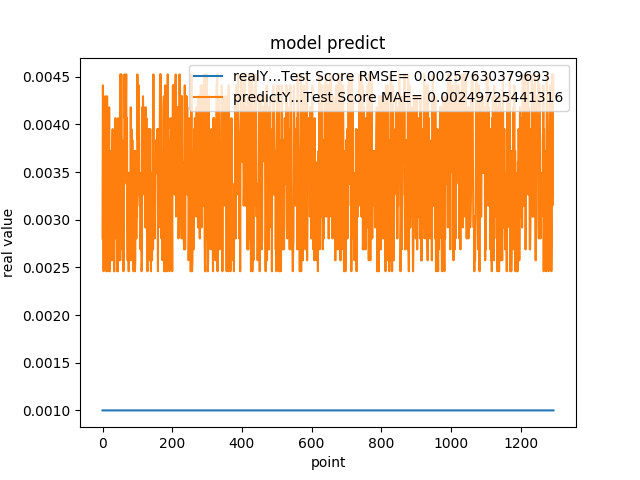 model predict
realY...Test Score RMSE= 0.002577630379693
predictY...Test Score MAE= 0.00249725441316
0.0045
0.0040
0.0035
0.0030
0.0025
0.0020
0.0015
0.0010
real value
0 200 400 600 800 1000 1200
point